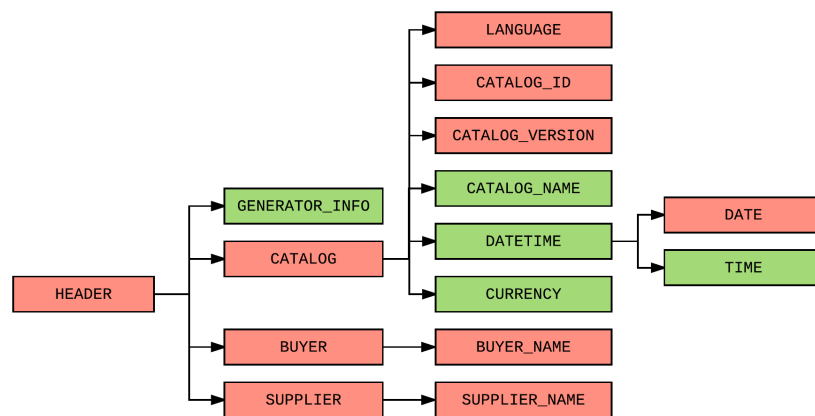 LANGUAGE
CATALOG_ID
CATALOG_VERSION
CATALOG_NAME
GENERATOR_INFO
DATE
DATETIME
CATALOG
TIME
HEADER
CURRENCY
BUYER
BUYER_NAME
SUPPLIER
SUPPLIER_NAME